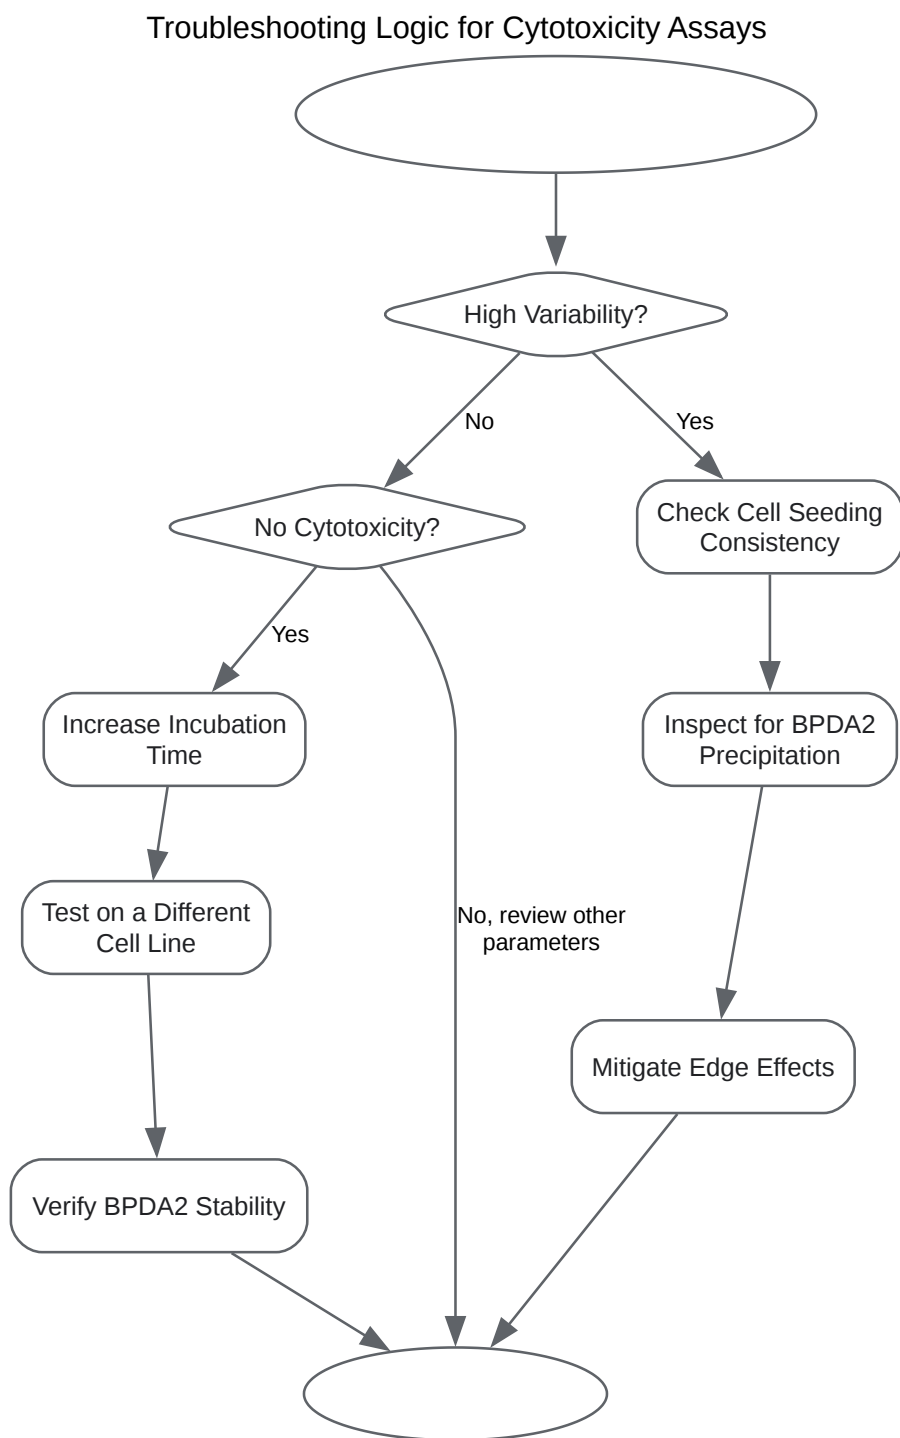 Troubleshooting Logic for Cytotoxicity Assays
High Variability?
No
Yes
No Cytotoxicity?
Check Cell Seeding
Consistency
Yes
Increase Incubation
Time
Inspect for BPDA2
Precipitation
Test on a Different
Cell Line
No, review other
parameters
Mitigate Edge Effects
Verify BPDA2 Stability